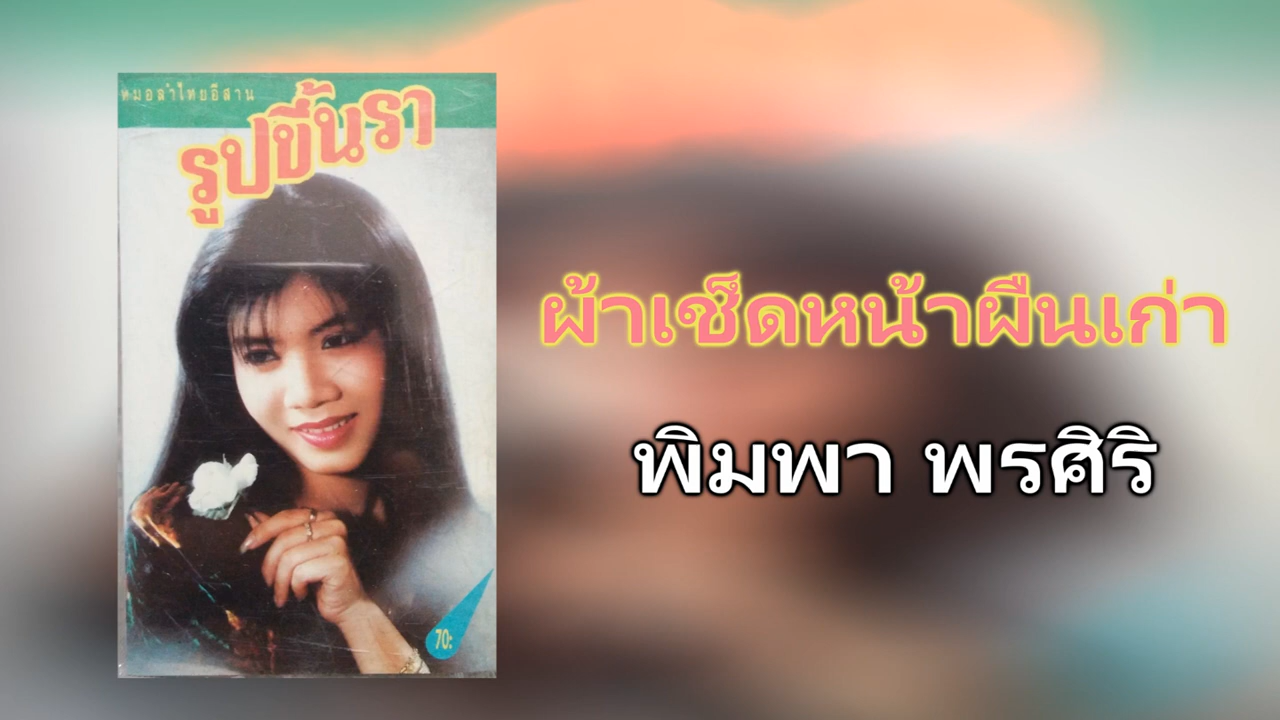 หมอลำไทยอีสาน
รูปขึ้นรา
70.-
ผ้าเช็ดหน้าผืนเก่า
พิมพา พรศิริ